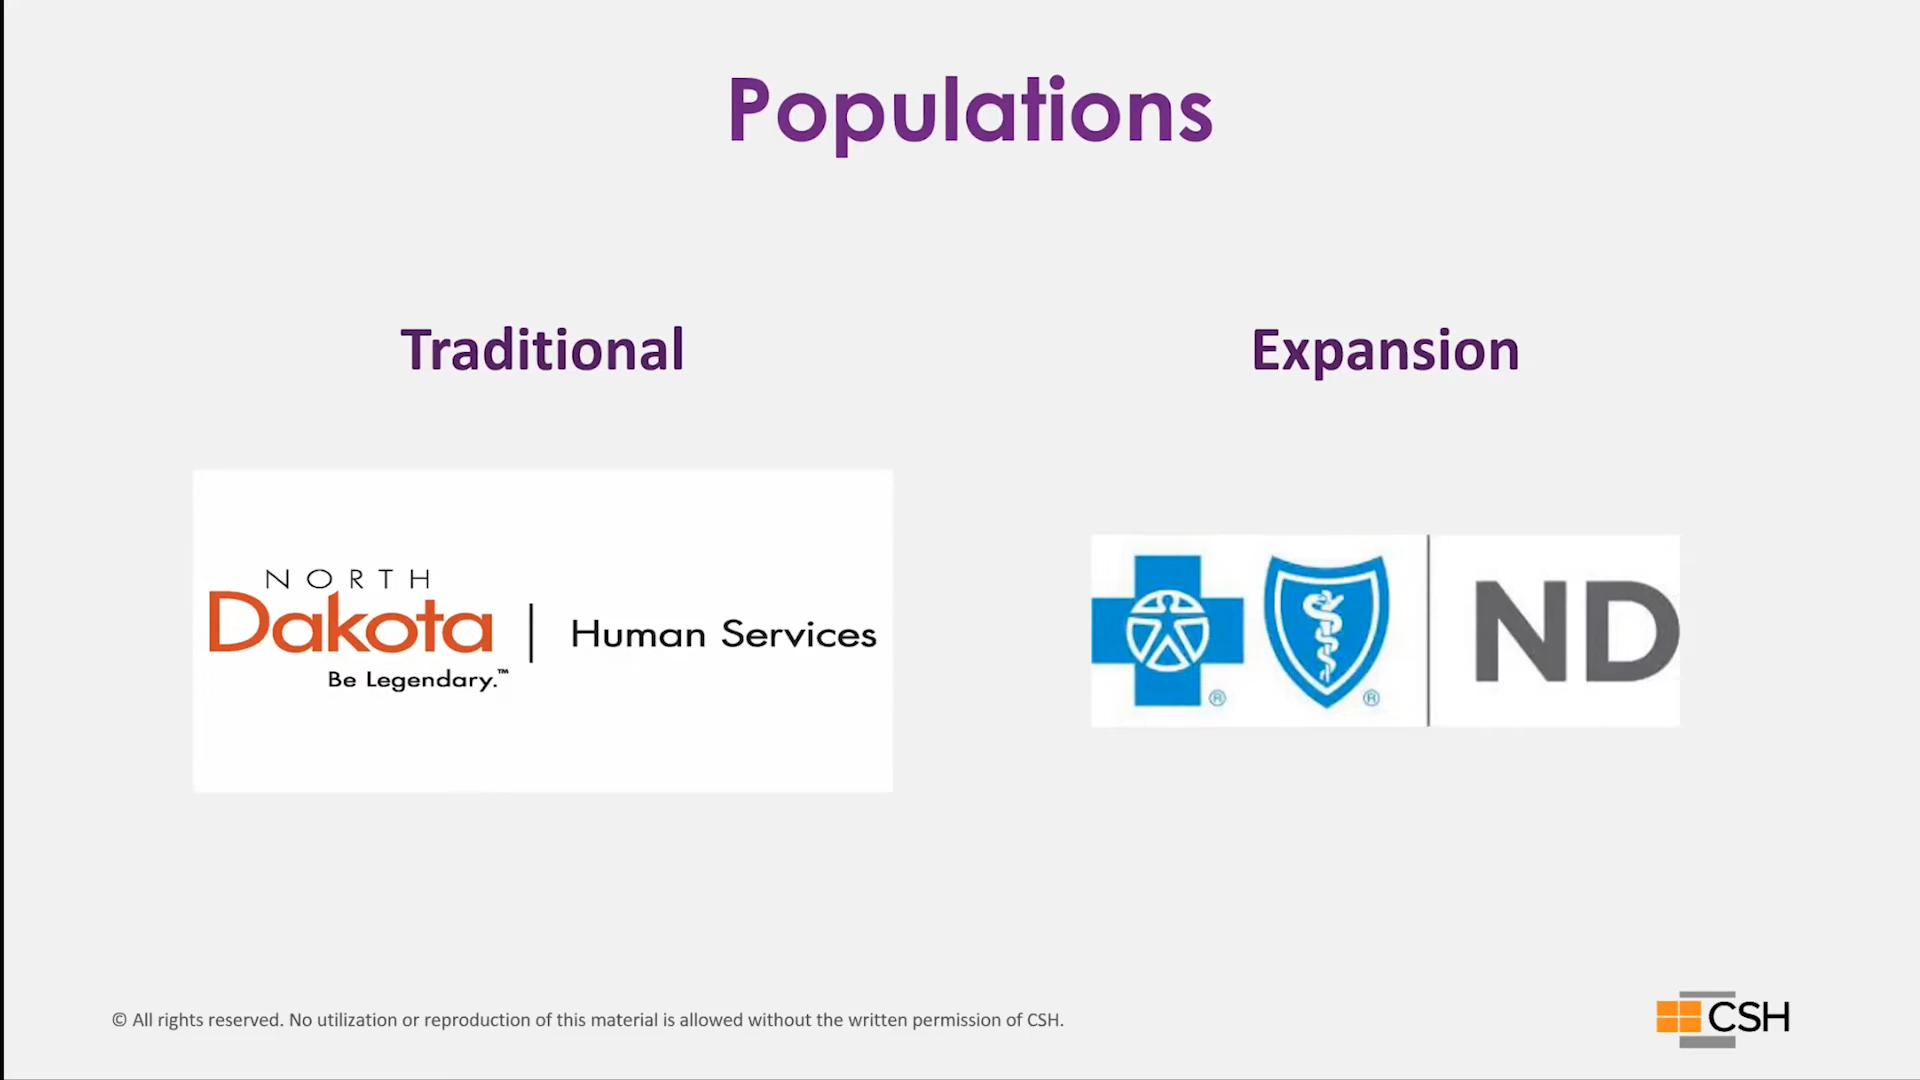 Populations
Traditional
Expansion
NORTH
Dakota
Be Legendary.™
Human Services
® ®
ND
© All rights reserved. No utilization or reproduction of this material is allowed without the written permission of CSH.
CSH